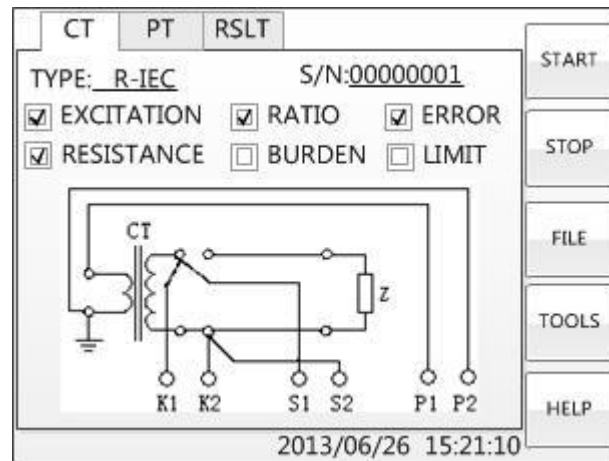 CT PT RSLT
START
TYPE: R-IEC S/N:00000001
EXCITATION RATIO ERROR
STOP
RESISTANCE BURDEN LIMIT
FILE
CT
Z
TOOLS
K1 K2 S1 S2 P1 P2
HELP
2013/06/26 15:21:10